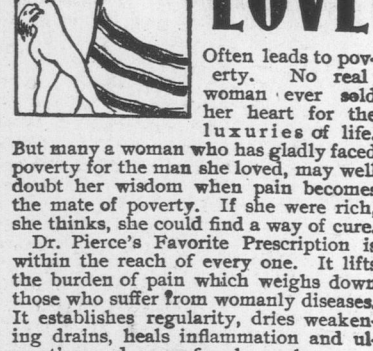 LOVE
Often leads to pov-
erty. No real
woman ever sold
her heart for the
luxuries of life.
But many a woman who has gladly faced
poverty for the man she loved, may well
doubt her wisdom when pain becomes
the mate of poverty. If she were rich,
she thinks, she could find a way of cure.
Dr. Pierce's Favorite Prescription is
within the reach of every one. It lifts
the burden of pain which weighs down
those who suffer from womanly diseases.
It establishes regularity, dries weaken-
ing drains, heals inflammation and ul-